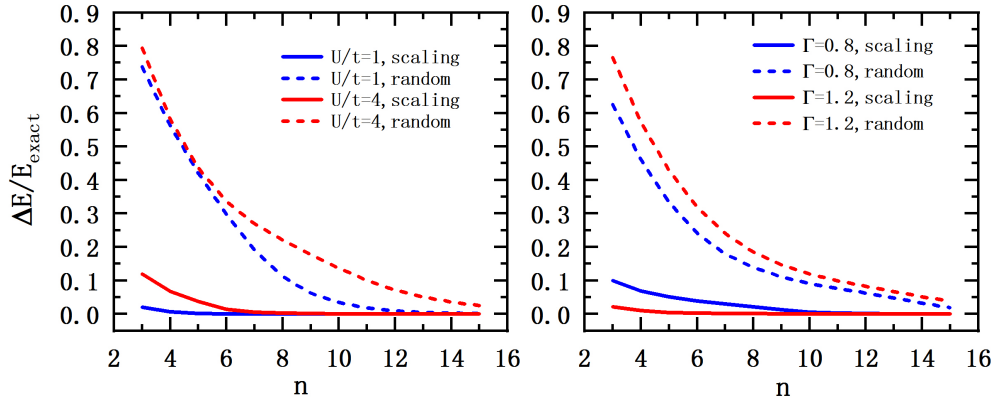 0.9
0.8
0.7
0.6
0.5
0.4
0.3
0.2
0.1
0.0
ΔE/E_exact
U/t=1, scaling
U/t=1, random
U/t=4, scaling
U/t=4, random
2 4 6 8 10 12 14 16
n
0.9
0.8
0.7
0.6
0.5
0.4
0.3
0.2
0.1
0.0
Γ=0.8, scaling
Γ=0.8, random
Γ=1.2, scaling
Γ=1.2, random
2 4 6 8 10 12 14 16
n